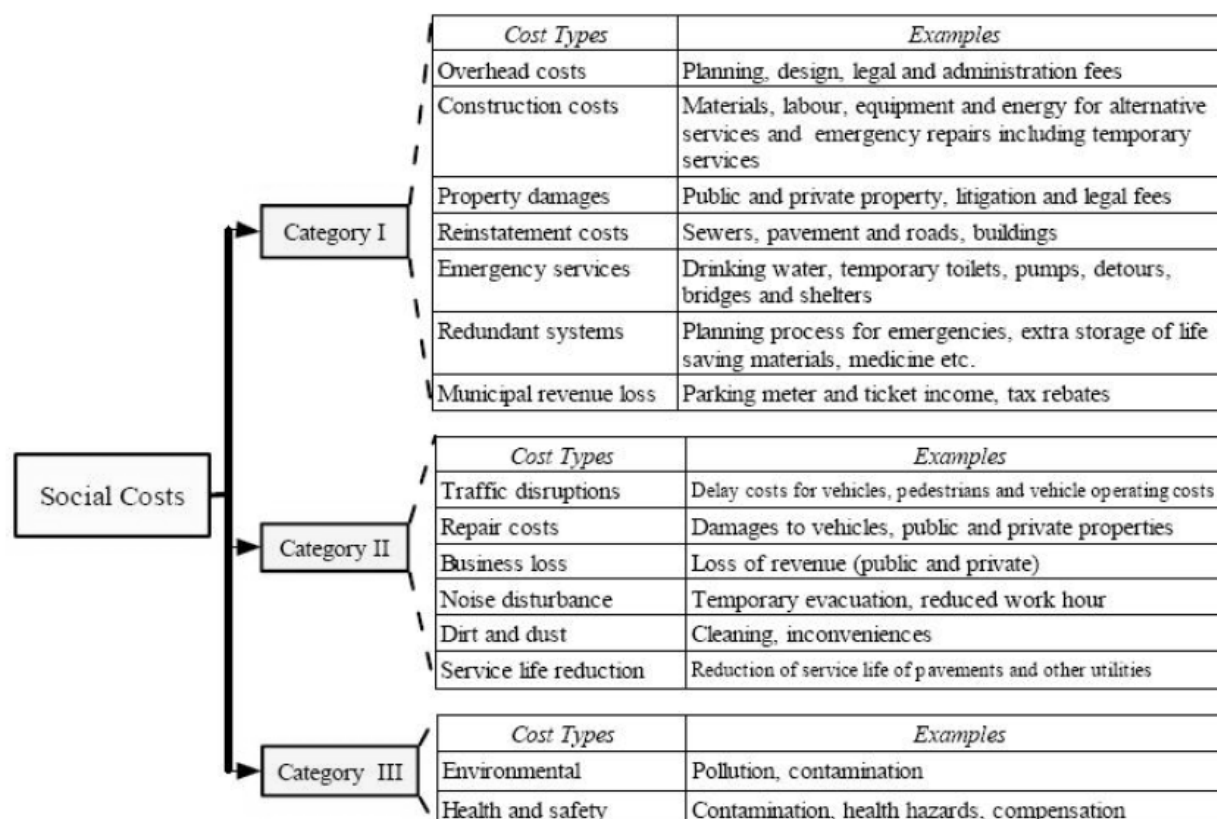 Social Costs
Category I
Cost Types Examples
Overhead costs Planning, design, legal and administration fees
Construction costs Materials, labour, equipment and energy for alternative
services and emergency repairs including temporary
services
Property damages Public and private property, litigation and legal fees
Reinstatement costs Sewers, pavement and roads, buildings
Emergency services Drinking water, temporary toilets, pumps, detours,
bridges and shelters
Redundant systems Planning process for emergencies, extra storage of life
saving materials, medicine etc.
Municipal revenue loss Parking meter and ticket income, tax rebates
Category II
Cost Types Examples
Traffic disruptions Delay costs for vehicles, pedestrians and vehicle operating costs
Repair costs Damages to vehicles, public and private properties
Business loss Loss of revenue (public and private)
Noise disturbance Temporary evacuation, reduced work hour
Dirt and dust Cleaning, inconveniences
Service life reduction Reduction of service life of pavements and other utilities
Category III
Cost Types Examples
Environmental Pollution, contamination
Health and safety Contamination, health hazards, compensation